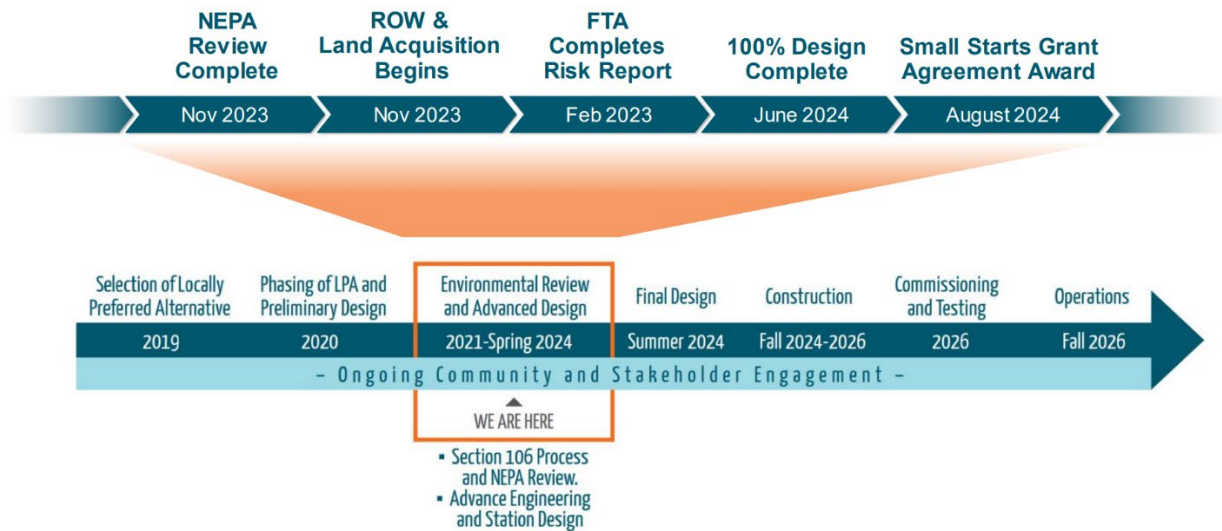 NEPA
Review
Complete
ROW &
Land Acquisition
Begins
FTA
Completes
Risk Report
100% Design
Complete
Small Starts Grant
Agreement Award
Nov 2023
Nov 2023
Feb 2023
June 2024
August 2024
Selection of Locally
Preferred Alternative
Phasing of LPA and
Preliminary Design
Environmental Review
and Advanced Design
Final Design
Construction
Commissioning
and Testing
Operations
2019
2020
2021-Spring 2024
Summer 2024
Fall 2024-2026
2026
Fall 2026
– Ongoing Community and Stakeholder Engagement –
WE ARE HERE
▪ Section 106 Process
and NEPA Review.
▪ Advance Engineering
and Station Design